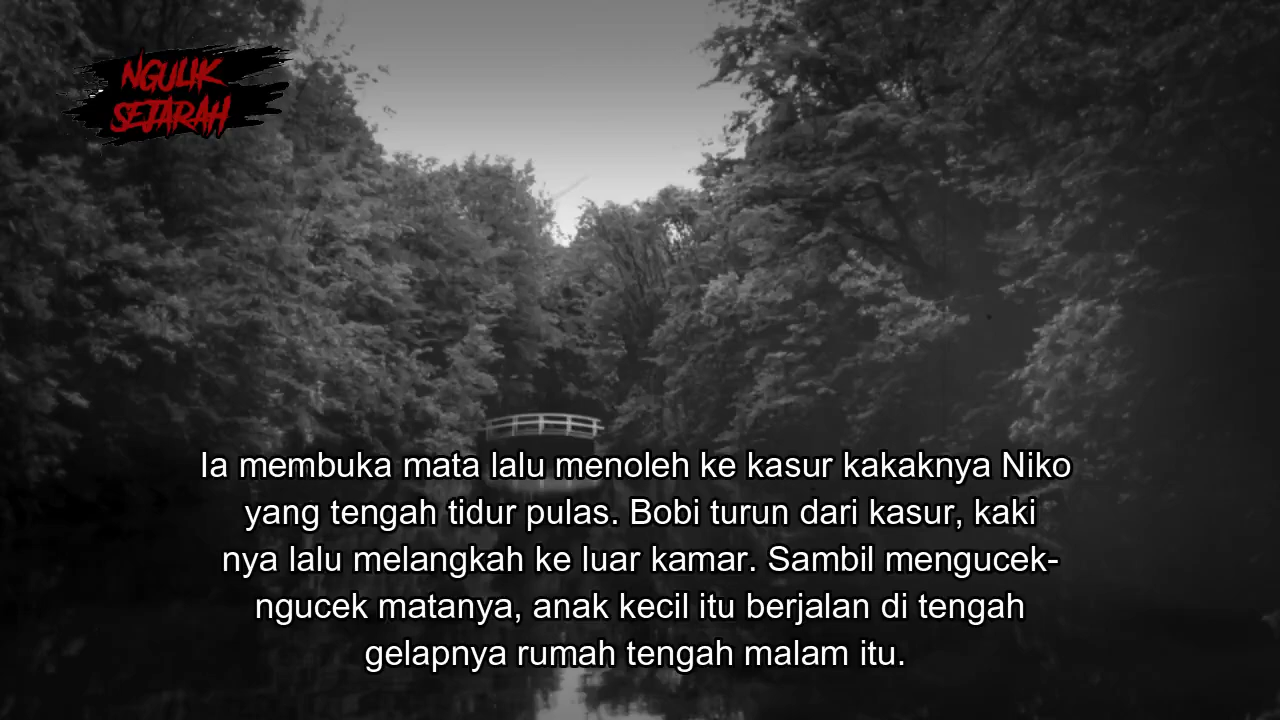 NGULIK
SEJARAH
Ia membuka mata lalu menoleh ke kasur kakaknya Niko
yang tengah tidur pulas. Bobi turun dari kasur, kaki
nya lalu melangkah ke luar kamar. Sambil mengucek-
ngucek matanya, anak kecil itu berjalan di tengah
gelapnya rumah tengah malam itu.